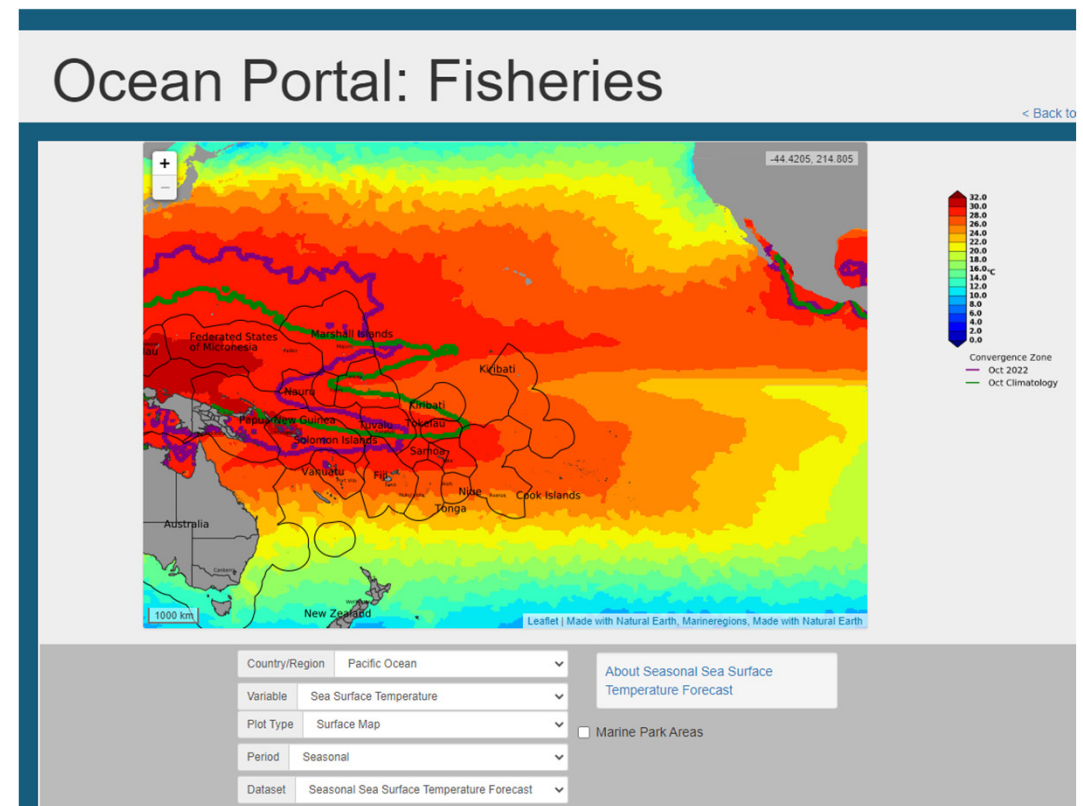 Ocean Portal: Fisheries
< Back to
+
−
-44.4205, 214.805
32.0
30.0
28.0
26.0
24.0
22.0
20.0
18.0
16.0 °C
14.0
12.0
10.0
8.0
6.0
4.0
2.0
0.0
Convergence Zone
Oct 2022
Oct Climatology
Federated States
of Micronesia
Marshall Islands
au
Kiribati
Nauru
Kiribati
Papua New Guinea
Tuvalu
Tokelau
Solomon Islands
Samoa
Vanuatu
Fiji
Port Vila
Suva
Niue
Cook Islands
Tonga
Australia
Canberra
New Zealand
1000 km
Leaflet | Made with Natural Earth, Marineregions, Made with Natural Earth
Country/Region Pacific Ocean
About Seasonal Sea Surface
Temperature Forecast
Variable Sea Surface Temperature
Plot Type Surface Map
Marine Park Areas
Period Seasonal
Dataset Seasonal Sea Surface Temperature Forecast